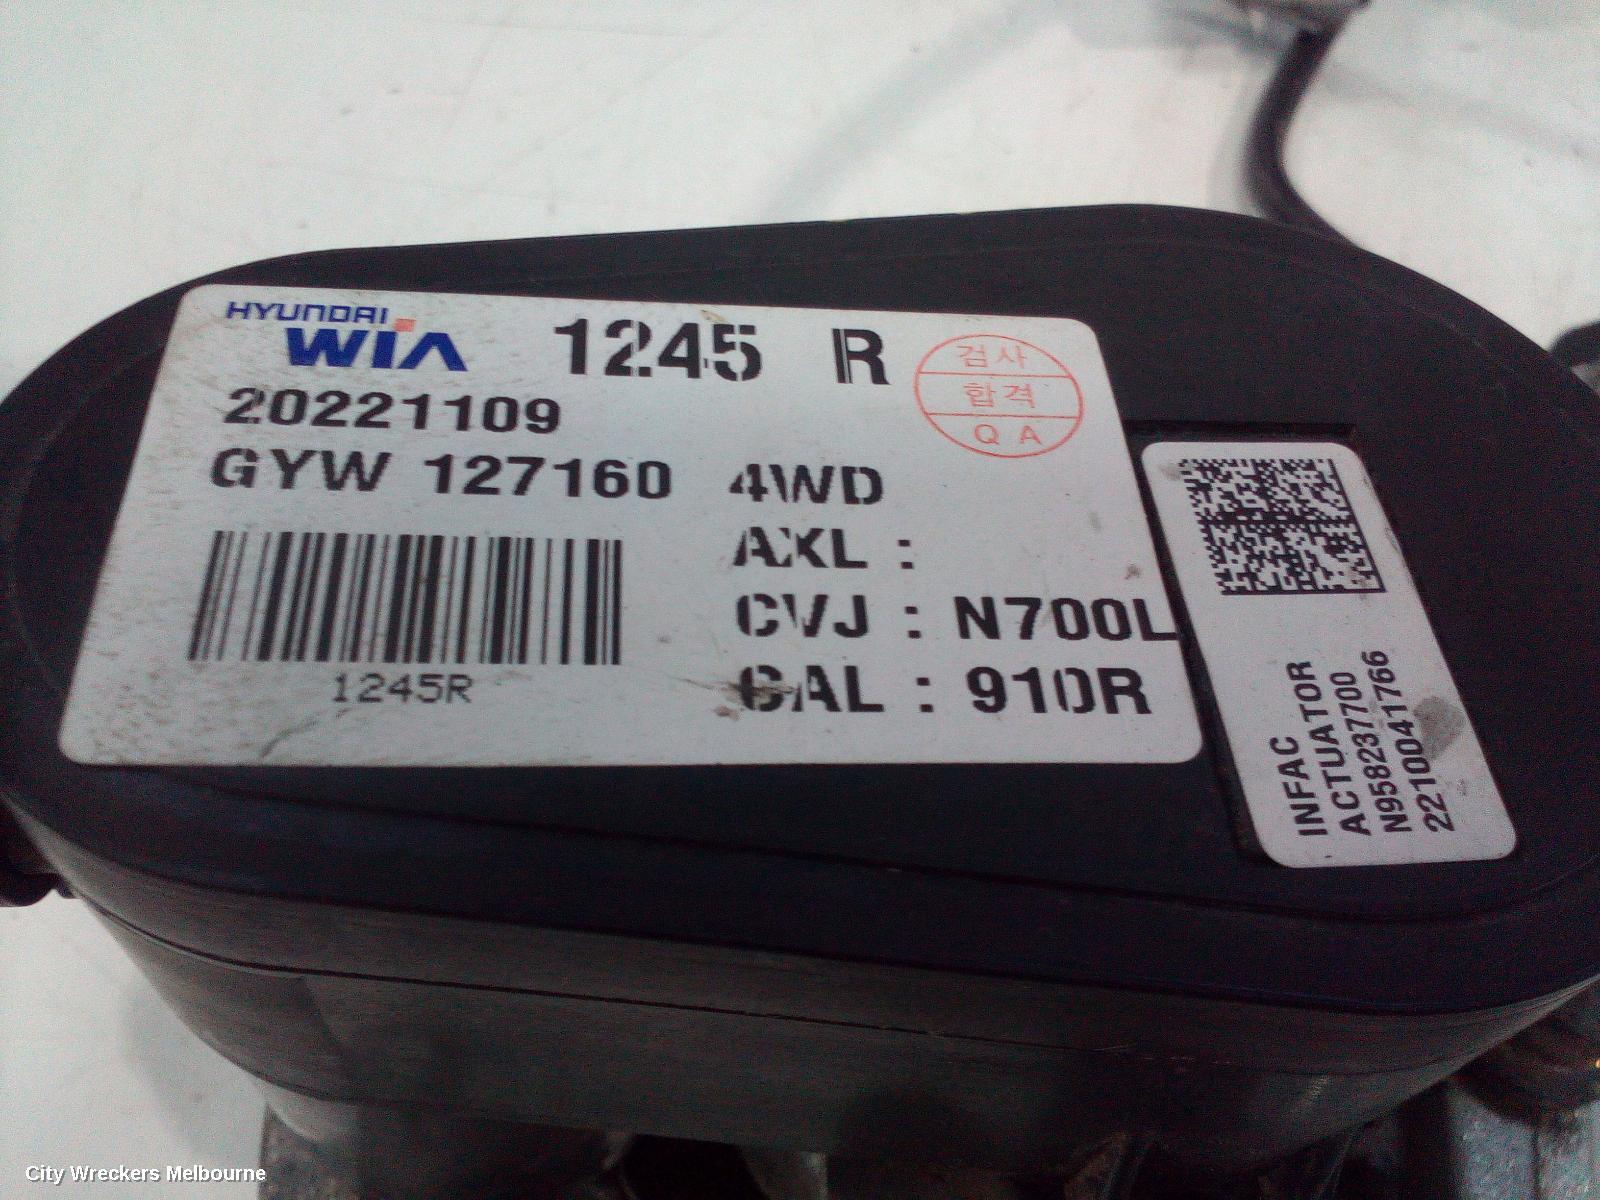 HYUNDAI
WIA
1245 R
검사
합격
QA
20221109
GYW 127160 4WD
AXL :
CVJ : N700L
CAL : 910R
1245R
INFAC
ACTUATOR
N958237700
2210041766
City Wreckers Melbourne